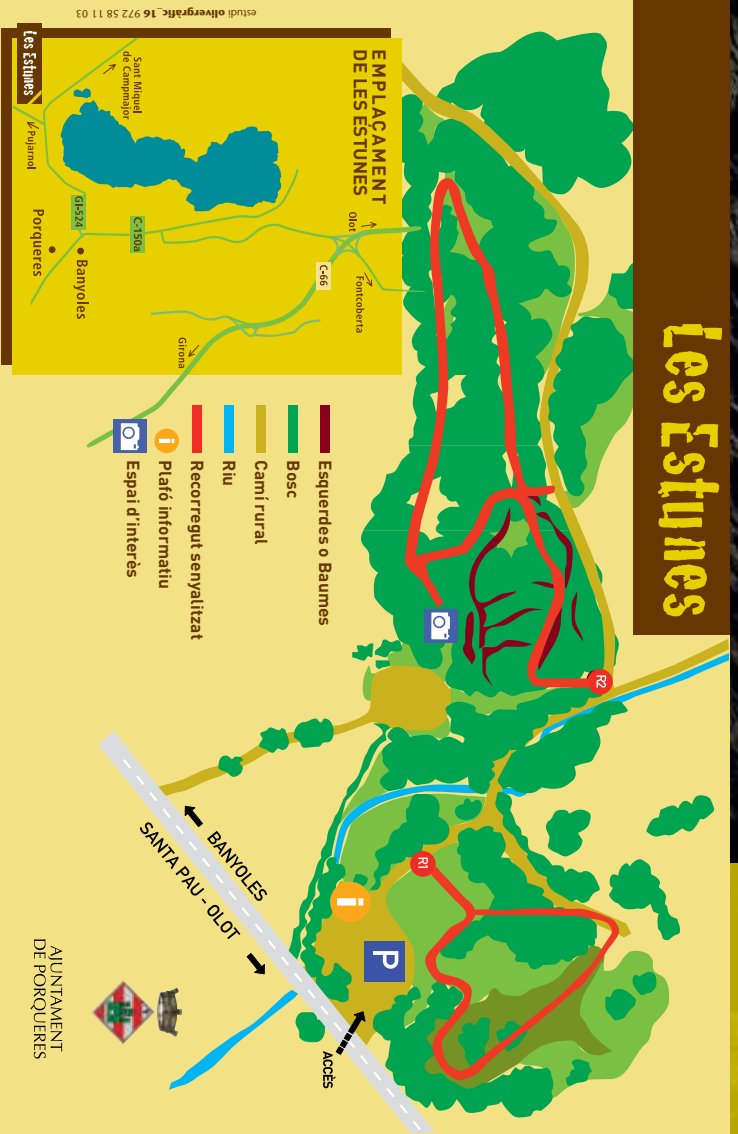 Les Estunes
EMPLAÇAMENT
DE LES ESTUNES
Olot
Fontcoberta
C-66
Girona
Sant Miquel
de Campmajor
C-150a
GI-524
Banyoles
Porqueres
Pujarnol
Les Estunes
estudi olivergràfic_16 972 58 11 03
Esquerdes o Baumes
Bosc
Camí rural
Riu
Recorregut senyalitzat
Plafó informatiu
i
Espai d'interès
R2
R1
i
P
BANYOLES
SANTA PAU - OLOT
ACCÈS
AJUNTAMENT
DE PORQUERES